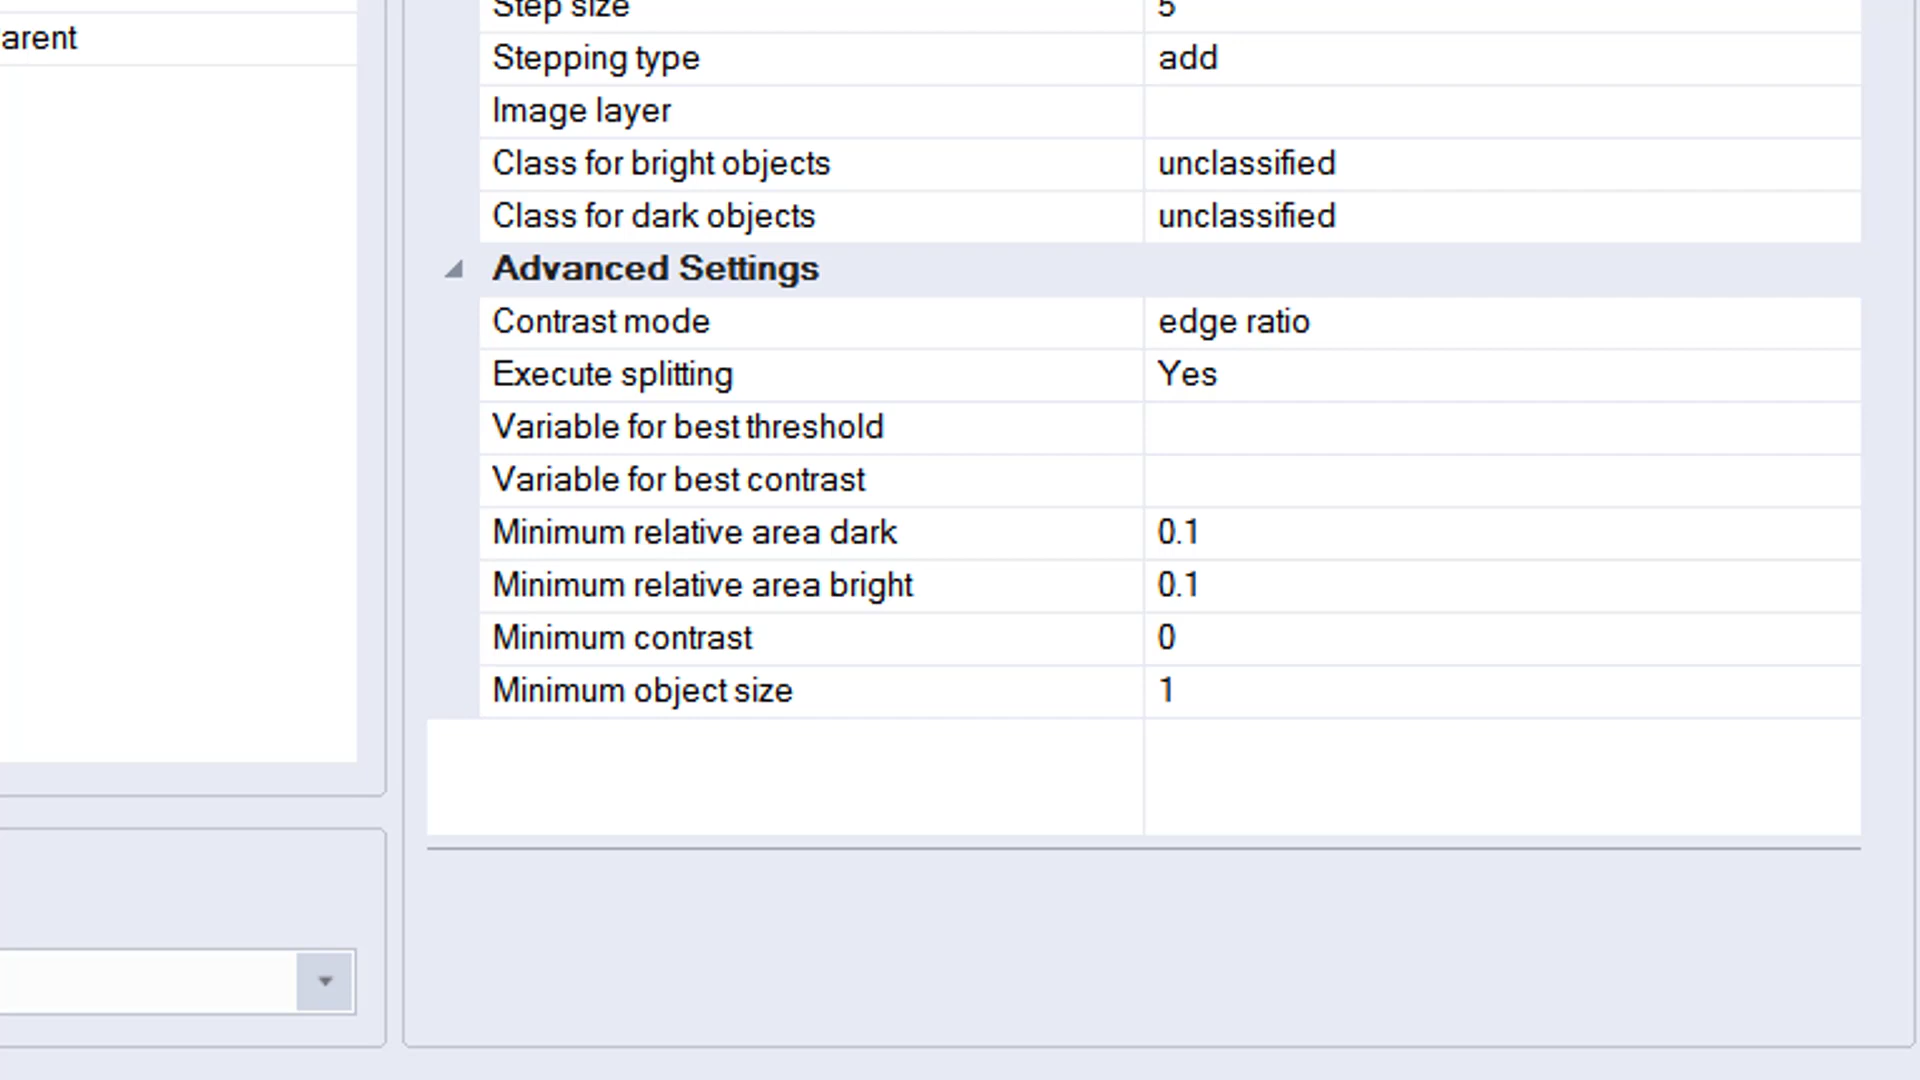 arent
Step size 5
Stepping type add
Image layer
Class for bright objects unclassified
Class for dark objects unclassified
Advanced Settings
Contrast mode edge ratio
Execute splitting Yes
Variable for best threshold
Variable for best contrast
Minimum relative area dark 0.1
Minimum relative area bright 0.1
Minimum contrast 0
Minimum object size 1